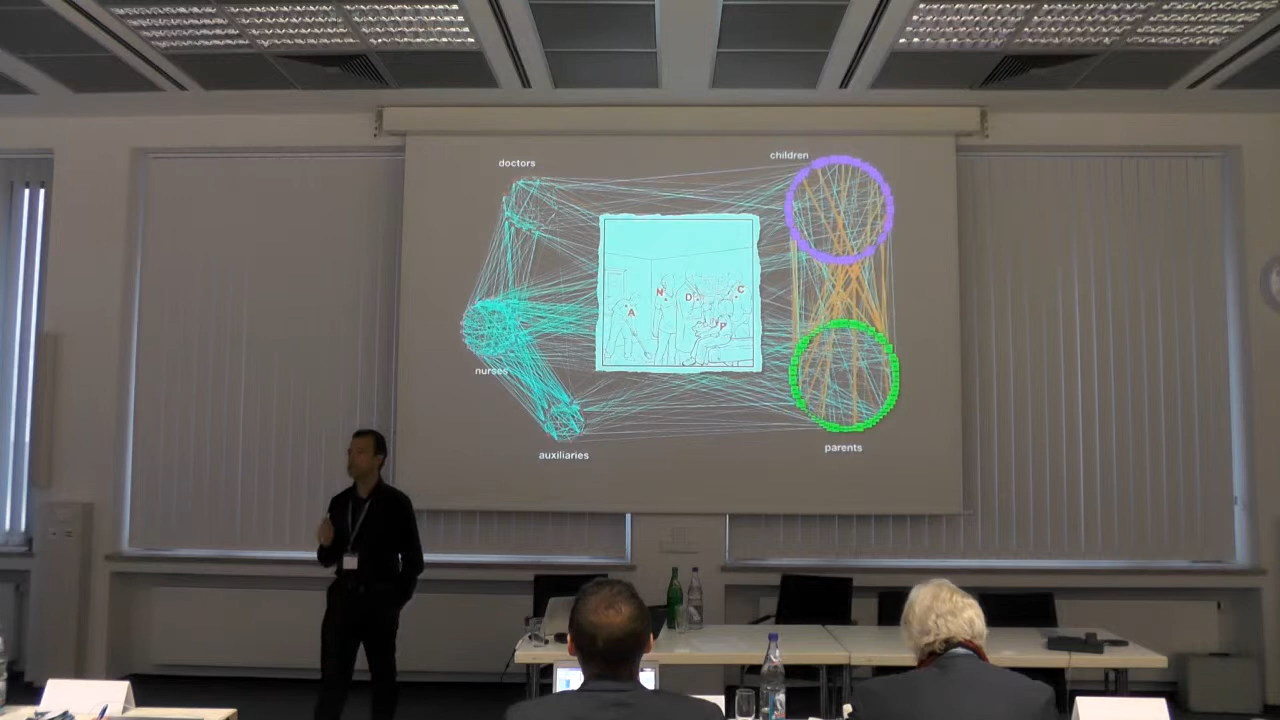 doctors
children
N
D
C
A
P
nurses
parents
auxiliaries